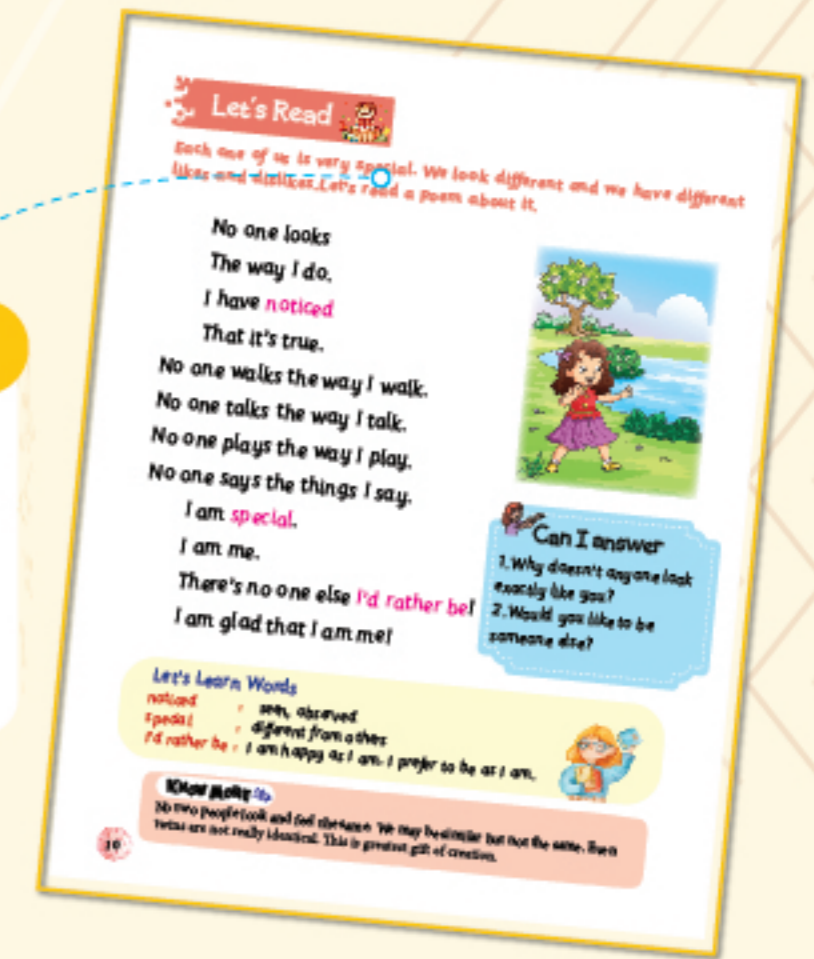 Let's Read
Each one of us is very special. We look different and we have different
likes and dislikes.Let's read a poem about it.
No one looks
The way I do.
I have noticed
That it's true.
No one walks the way I walk.
No one talks the way I talk.
No one plays the way I play.
No one says the things I say.
I am special.
I am me.
There's no one else I'd rather be!
I am glad that I am me!
Can I answer
1.Why doesn't anyone look
exactly like you?
2.Would you like to be
someone else?
Let's Learn Words
noticed : seen, observed
special : different from others
I'd rather be : I am happy as I am. I prefer to be as I am.
KNOW MORE
No two people look and feel the same. We may be similar but not the same. Even
twins are not really identical. This is greatest gift of creation.
10